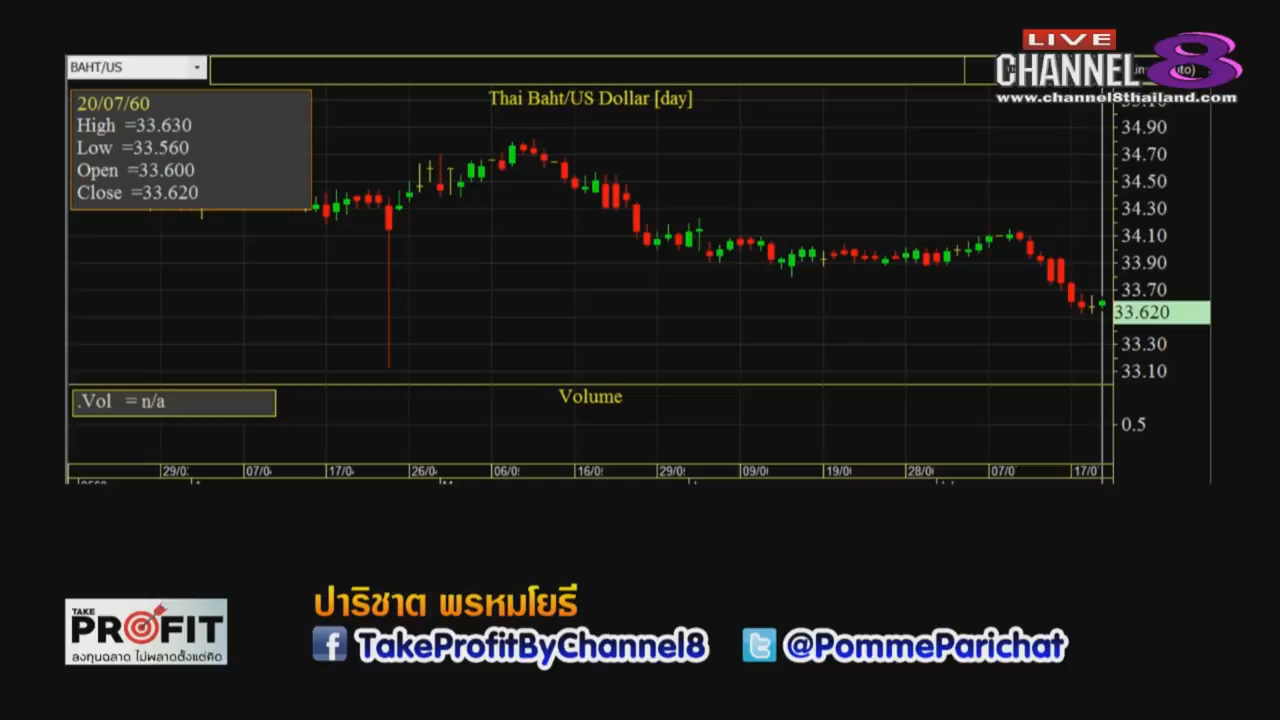 LIVE
CHANNEL 8
www.channel8thailand.com
BAHT/US
20/07/60
High =33.630
Low =33.560
Open =33.600
Close =33.620
Thai Baht/US Dollar [day]
34.90
34.70
34.50
34.30
34.10
33.90
33.70
33.620
33.30
33.10
.Vol = n/a
Volume
0.5
29/0 07/0 17/0 26/0 06/0 16/0 29/0 09/0 19/0 28/0 07/0 17/0
TAKE
PROFIT
ลงทุนฉลาด ไม่พลาดตั้งแต่คิด
ปาริชาต พรหมโยธี
TakeProfitByChannel8 @PommeParichat